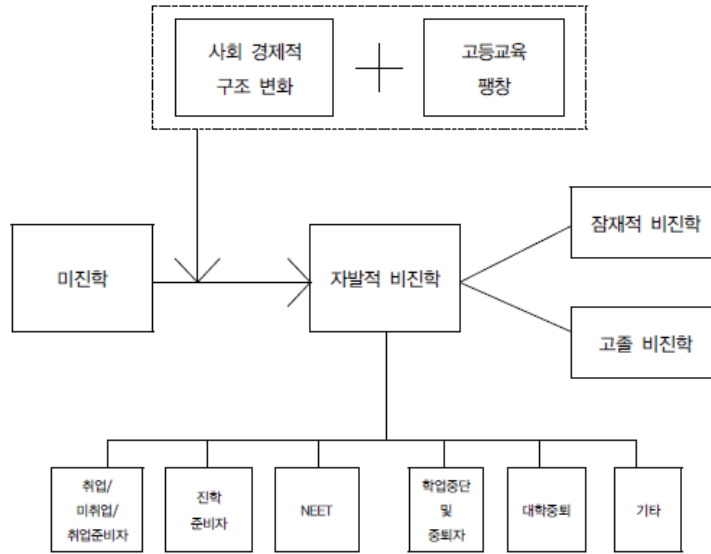 사회 경제적
구조 변화
고등교육
팽창
미진학
자발적 비진학
잠재적 비진학
고졸 비진학
취업/
미취업/
취업준비자
진학
준비자
NEET
학업중단
및
중퇴자
대학중퇴
기타